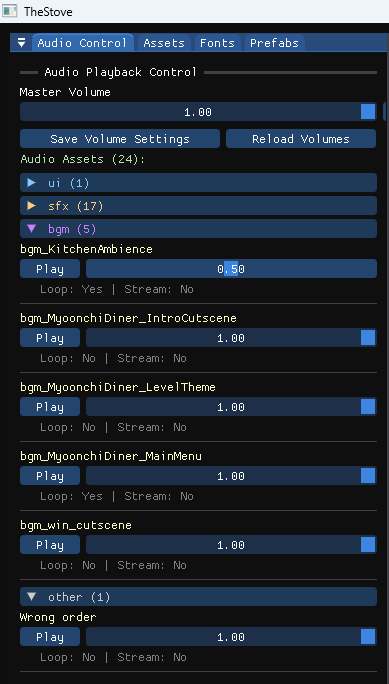 TheStove
Audio Control Assets Fonts Prefabs
Audio Playback Control
Master Volume
1.00
Save Volume Settings Reload Volumes
Audio Assets (24):
ui (1)
sfx (17)
bgm (5)
bgm_KitchenAmbience
Play 0.50
Loop: Yes | Stream: No
bgm_MyoonchiDiner_IntroCutscene
Play 1.00
Loop: No | Stream: No
bgm_MyoonchiDiner_LevelTheme
Play 1.00
Loop: No | Stream: No
bgm_MyoonchiDiner_MainMenu
Play 1.00
Loop: Yes | Stream: No
bgm_win_cutscene
Play 1.00
Loop: No | Stream: No
other (1)
Wrong order
Play 1.00
Loop: No | Stream: No